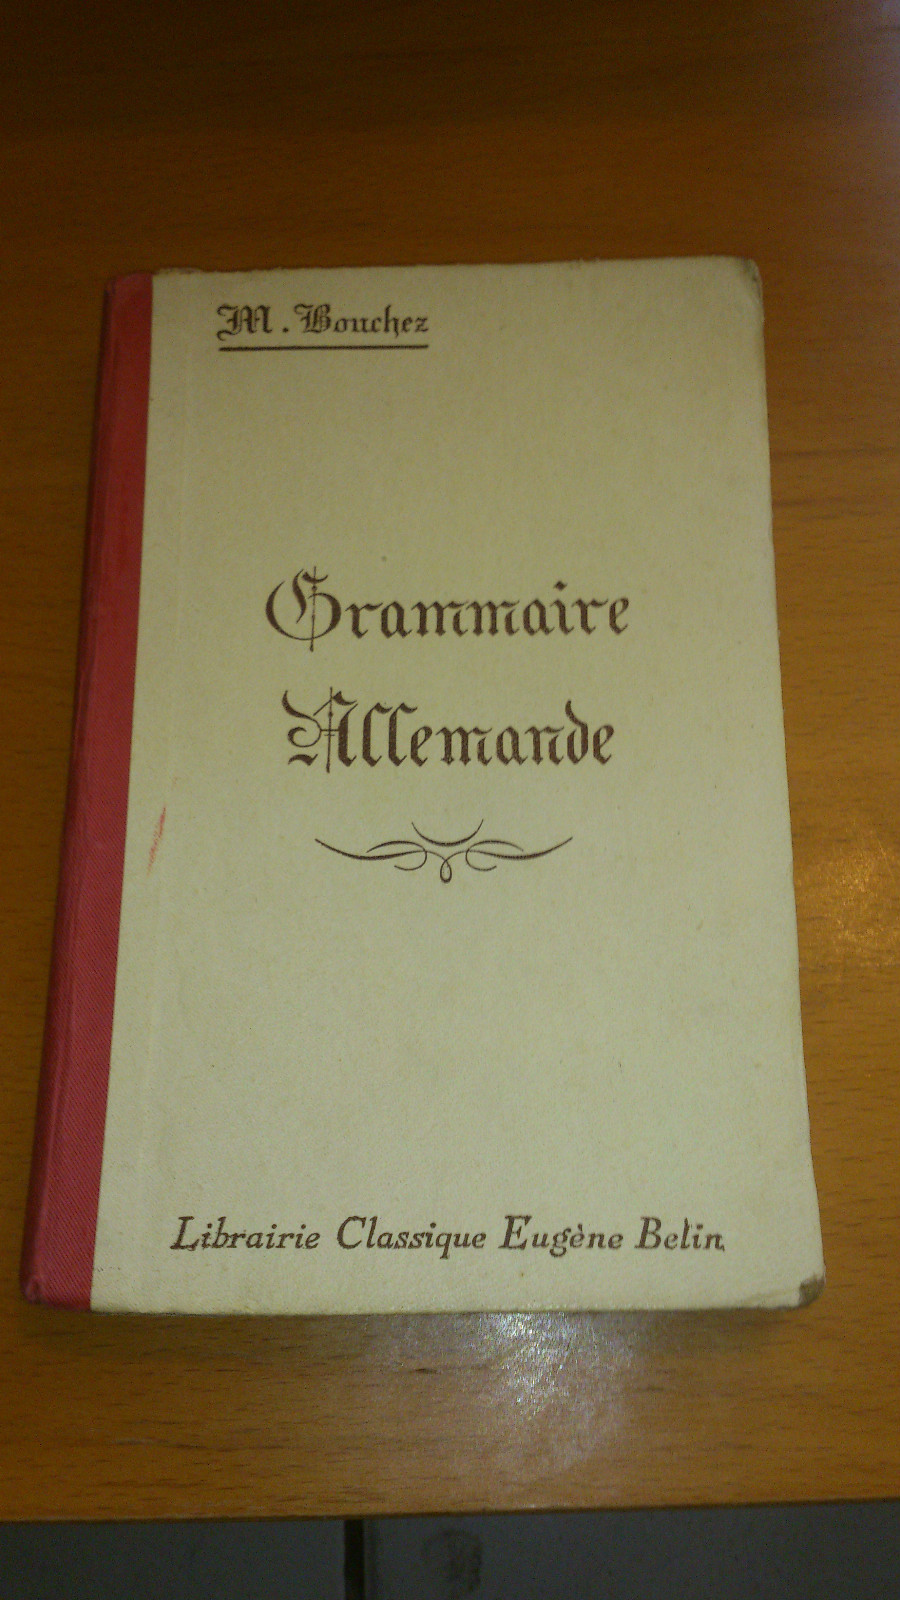 M. Bouchez
Grammaire
Allemande
Librairie Classique Eugène Belin